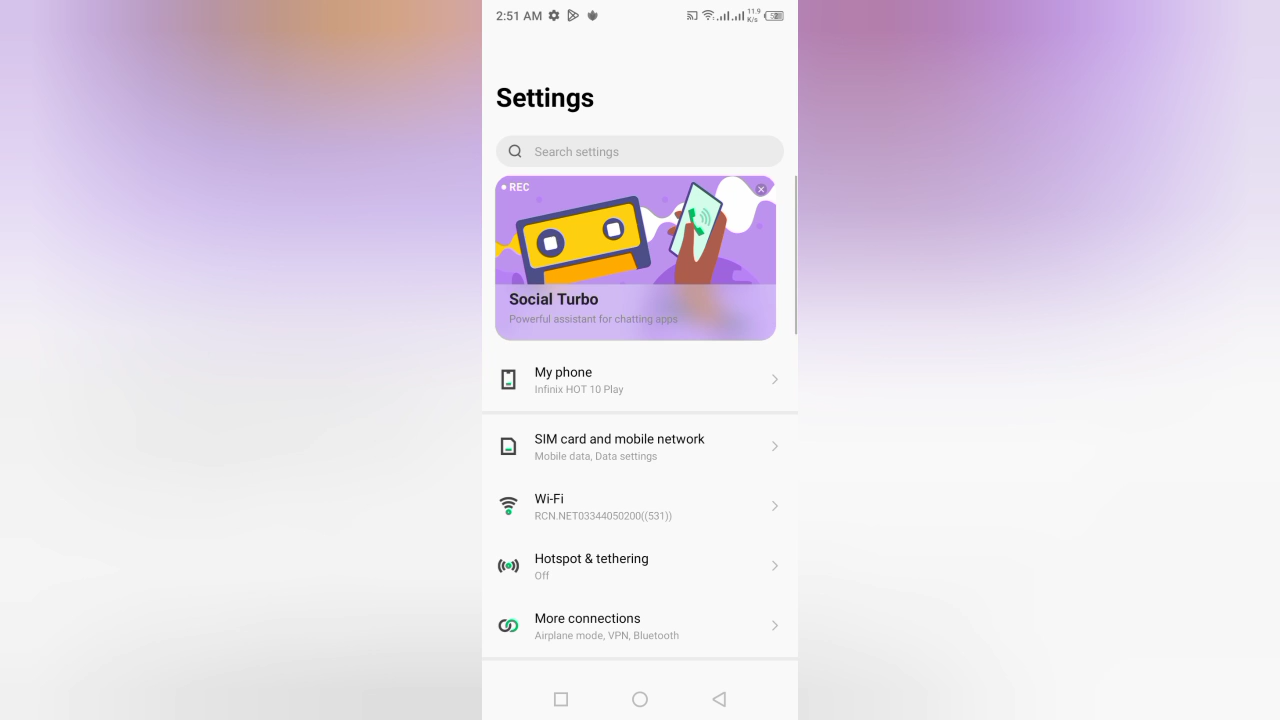 2:51 AM
11.9
K/s
Settings
Search settings
REC
Social Turbo
Powerful assistant for chatting apps
My phone
Infinix HOT 10 Play
SIM card and mobile network
Mobile data, Data settings
Wi-Fi
RCN.NET03344050200((531))
Hotspot & tethering
Off
More connections
Airplane mode, VPN, Bluetooth